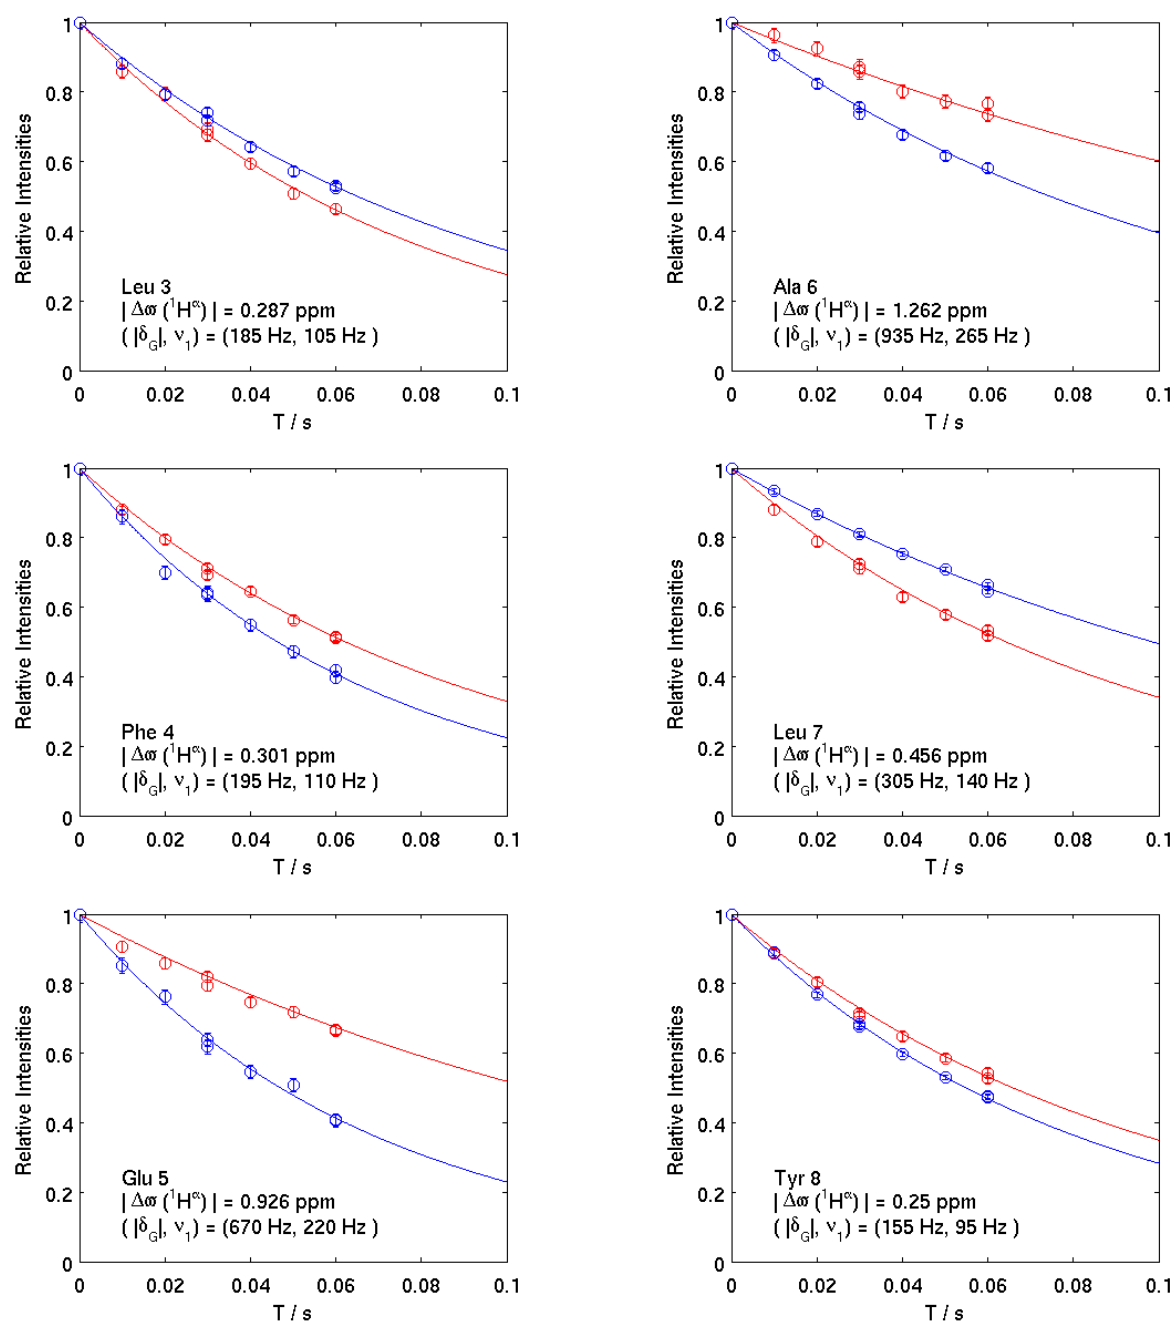 1
0.8
0.6
0.4
0.2
0
Relative Intensities
Leu 3
| Δϖ (¹Hᵅ) | = 0.287 ppm
( |δ_G|, ν₁) = (185 Hz, 105 Hz )
0 0.02 0.04 0.06 0.08 0.1
T / s
1
0.8
0.6
0.4
0.2
0
Relative Intensities
Ala 6
| Δϖ (¹Hᵅ) | = 1.262 ppm
( |δ_G|, ν₁) = (935 Hz, 265 Hz )
0 0.02 0.04 0.06 0.08 0.1
T / s
1
0.8
0.6
0.4
0.2
0
Relative Intensities
Phe 4
| Δϖ (¹Hᵅ) | = 0.301 ppm
( |δ_G|, ν₁) = (195 Hz, 110 Hz )
0 0.02 0.04 0.06 0.08 0.1
T / s
1
0.8
0.6
0.4
0.2
0
Relative Intensities
Leu 7
| Δϖ (¹Hᵅ) | = 0.456 ppm
( |δ_G|, ν₁) = (305 Hz, 140 Hz )
0 0.02 0.04 0.06 0.08 0.1
T / s
1
0.8
0.6
0.4
0.2
0
Relative Intensities
Glu 5
| Δϖ (¹Hᵅ) | = 0.926 ppm
( |δ_G|, ν₁) = (670 Hz, 220 Hz )
0 0.02 0.04 0.06 0.08 0.1
T / s
1
0.8
0.6
0.4
0.2
0
Relative Intensities
Tyr 8
| Δϖ (¹Hᵅ) | = 0.25 ppm
( |δ_G|, ν₁) = (155 Hz, 95 Hz )
0 0.02 0.04 0.06 0.08 0.1
T / s